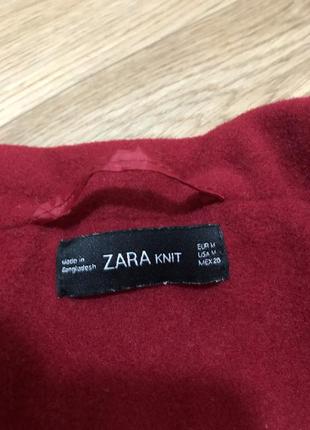 Made in
Bangladesh
ZARA KNIT
EUR M
USA M
MEX 28